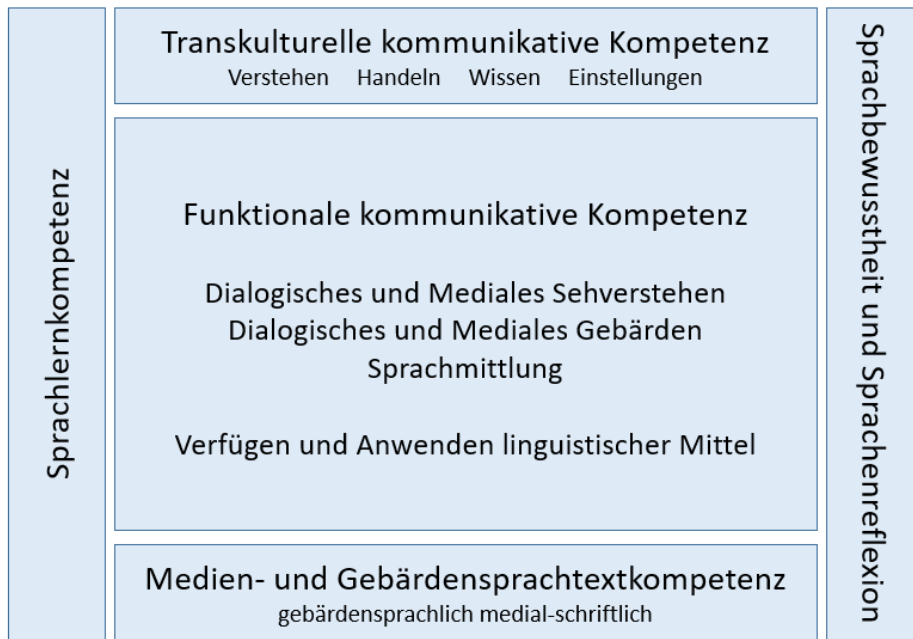 Sprachlernkompetenz
Transkulturelle kommunikative Kompetenz
Verstehen Handeln Wissen Einstellungen
Funktionale kommunikative Kompetenz
Dialogisches und Mediales Sehverstehen
Dialogisches und Mediales Gebärden
Sprachmittlung
Verfügen und Anwenden linguistischer Mittel
Medien- und Gebärdensprachtextkompetenz
gebärdensprachlich medial-schriftlich
Sprachbewusstheit und Sprachenreflexion